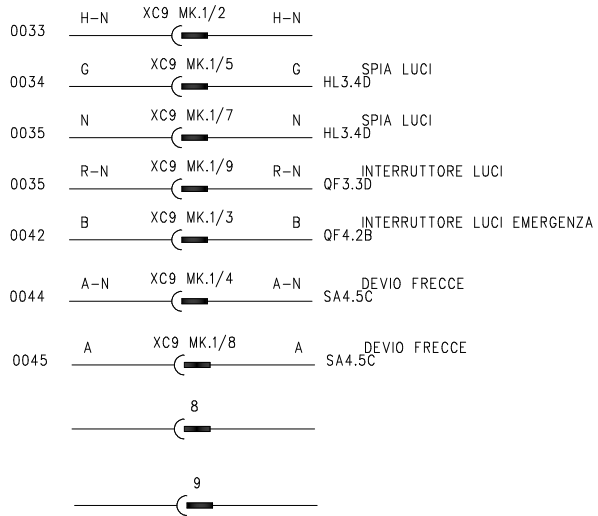 0033 H-N XC9 MK.1/2 H-N
0034 G XC9 MK.1/5 G HL3.4D SPIA LUCI
0035 N XC9 MK.1/7 N HL3.4D SPIA LUCI
0035 R-N XC9 MK.1/9 R-N QF3.3D INTERRUTTORE LUCI
0042 B XC9 MK.1/3 B QF4.2B INTERRUTTORE LUCI EMERGENZA
0044 A-N XC9 MK.1/4 A-N SA4.5C DEVIO FRECCE
0045 A XC9 MK.1/8 A SA4.5C DEVIO FRECCE
8
9